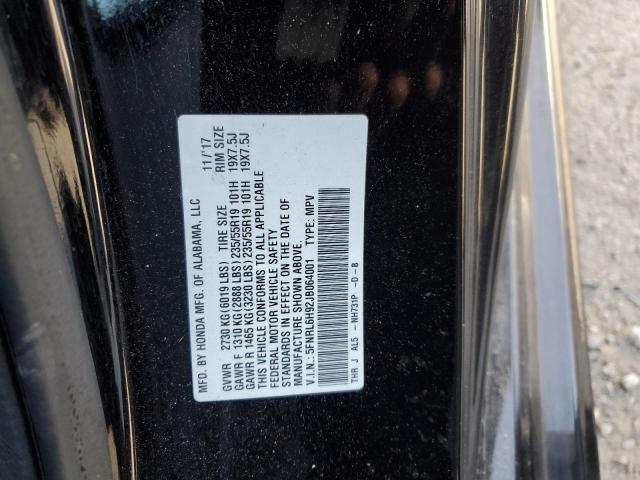 MFD. BY HONDA MFG. OF ALABAMA, LLC 11/'17
GVWR 2730 KG(6019 LBS) TIRE SIZE RIM SIZE
GAWR F 1310 KG(2888 LBS) 235/55R19 101H 19X7.5J
GAWR R 1465 KG(3230 LBS) 235/55R19 101H 19X7.5J
THIS VEHICLE CONFORMS TO ALL APPLICABLE
FEDERAL MOTOR VEHICLE SAFETY
STANDARDS IN EFFECT ON THE DATE OF
MANUFACTURE SHOWN ABOVE.
V.I.N.: 5FNRL6H92JB064001 TYPE: MPV
THR J AL5 -NH731P -D -B